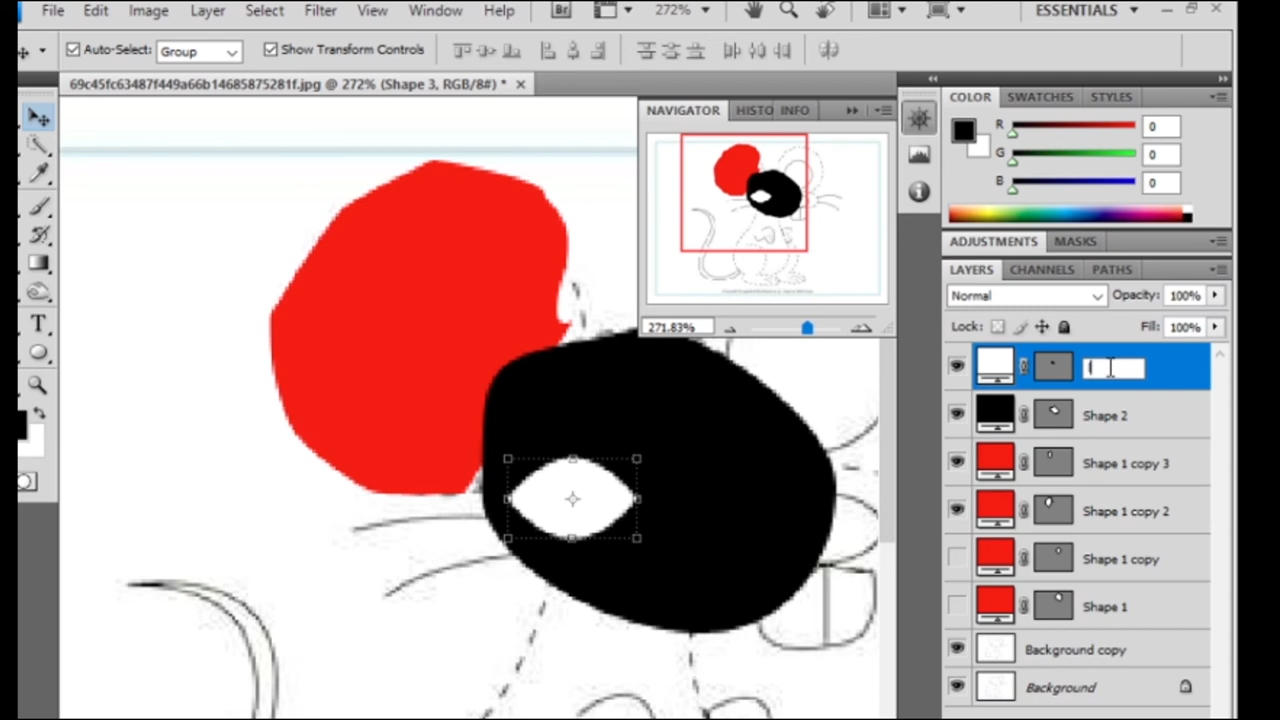 File Edit Image Layer Select Filter View Window Help Br 272% ESSENTIALS
Auto-Select: Group Show Transform Controls
69c45fc63487f449a66b14685875281f.jpg @ 272% (Shape 3, RGB/8#) *
NAVIGATOR HISTO INFO
271.83%
COLOR SWATCHES STYLES
R 0
G 0
B 0
ADJUSTMENTS MASKS
LAYERS CHANNELS PATHS
Normal Opacity: 100%
Lock: Fill: 100%
Shape 2
Shape 1 copy 3
Shape 1 copy 2
Shape 1 copy
Shape 1
Background copy
Background